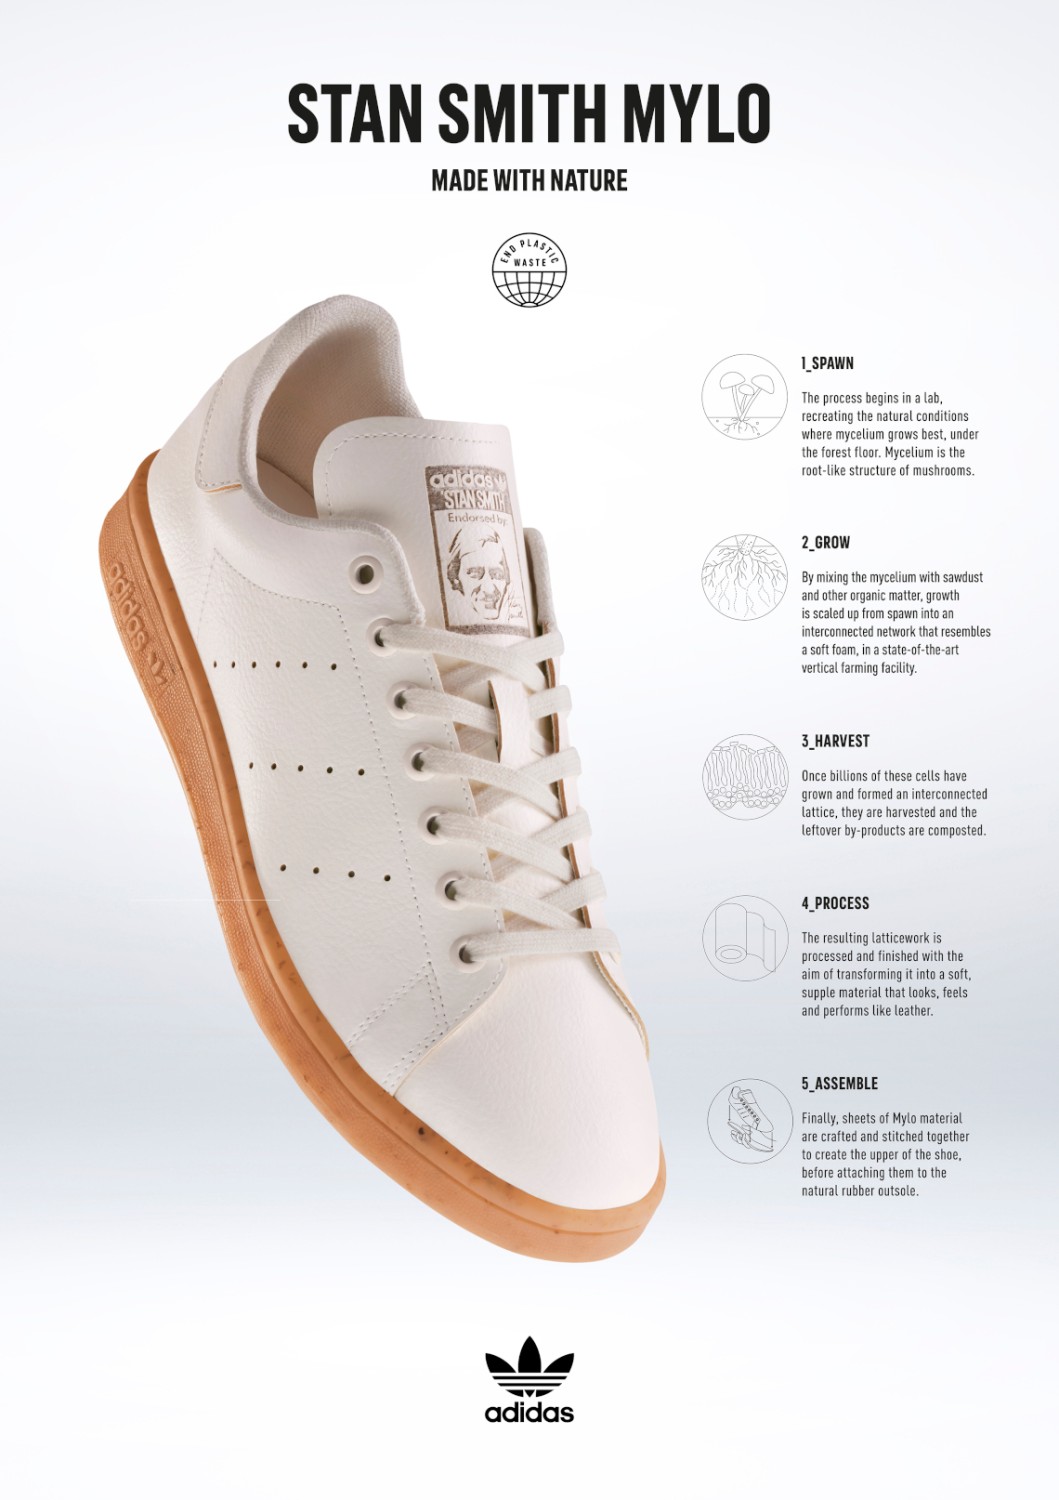 STAN SMITH MYLO
MADE WITH NATURE
END PLASTIC
WASTE
adidas
STAN SMITH
Endorsed by:
adidas
1_SPAWN
The process begins in a lab,
recreating the natural conditions
where mycelium grows best, under
the forest floor. Mycelium is the
root-like structure of mushrooms.
2_GROW
By mixing the mycelium with sawdust
and other organic matter, growth
is scaled up from spawn into an
interconnected network that resembles
a soft foam, in a state-of-the-art
vertical farming facility.
3_HARVEST
Once billions of these cells have
grown and formed an interconnected
lattice, they are harvested and the
leftover by-products are composted.
4_PROCESS
The resulting latticework is
processed and finished with the
aim of transforming it into a soft,
supple material that looks, feels
and performs like leather.
5_ASSEMBLE
Finally, sheets of Mylo material
are crafted and stitched together
to create the upper of the shoe,
before attaching them to the
natural rubber outsole.
adidas